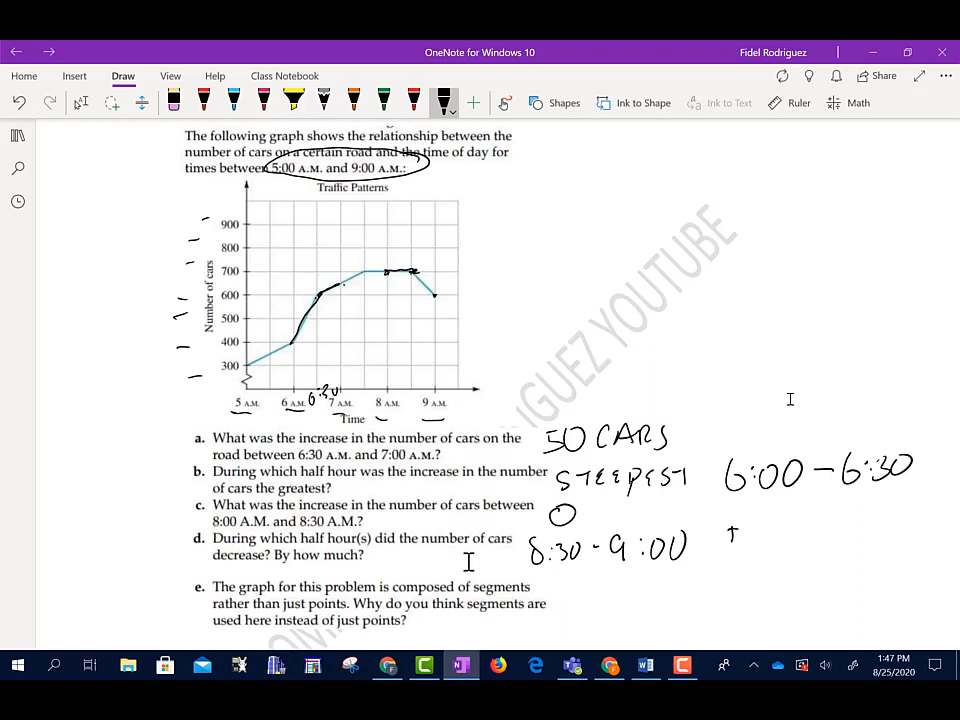 OneNote for Windows 10
Fidel Rodriguez
Home Insert Draw View Help Class Notebook
Share
Shapes Ink to Shape Ink to Text Ruler Math
The following graph shows the relationship between the
number of cars on a certain road and the time of day for
times between 5:00 A.M. and 9:00 A.M.:
Traffic Patterns
900
800
700
600
500
400
300
Number of cars
6:30
5 A.M. 6 A.M. 7 A.M. 8 A.M. 9 A.M.
Time
a. What was the increase in the number of cars on the
road between 6:30 A.M. and 7:00 A.M.?
50 CARS
b. During which half hour was the increase in the number
of cars the greatest?
STEEPEST 6:00 - 6:30
c. What was the increase in the number of cars between
8:00 A.M. and 8:30 A.M.?
0
d. During which half hour(s) did the number of cars
decrease? By how much?
8:30 - 9:00
e. The graph for this problem is composed of segments
rather than just points. Why do you think segments are
used here instead of just points?
GUEZ YOUTUBE
1:47 PM
8/25/2020